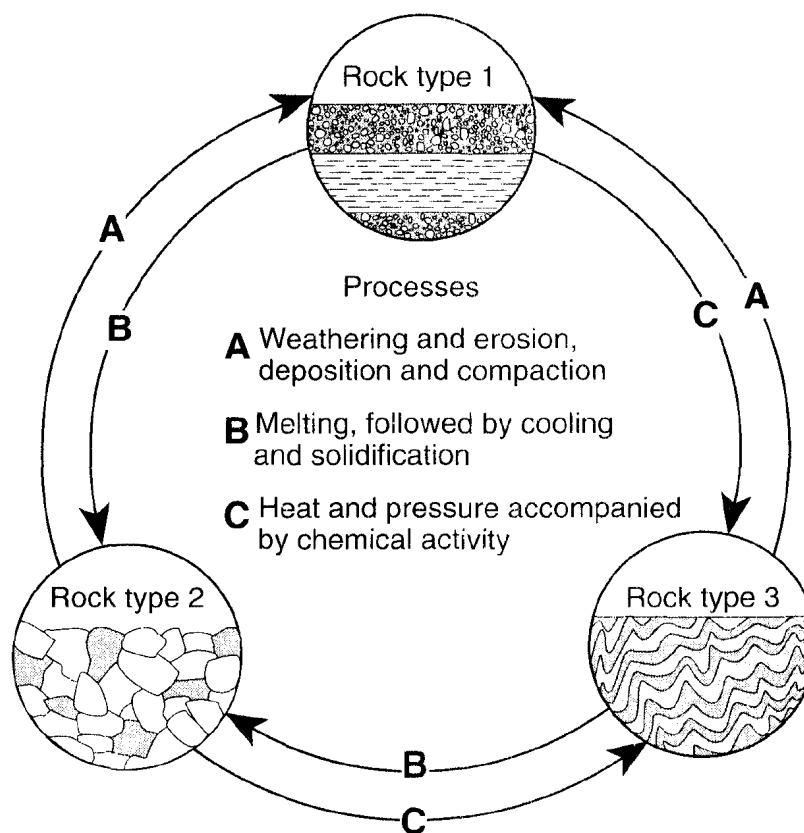 Rock type 1
A
B
C
A
Processes
A Weathering and erosion,
deposition and compaction
B Melting, followed by cooling
and solidification
C Heat and pressure accompanied
by chemical activity
Rock type 2
Rock type 3
B
C